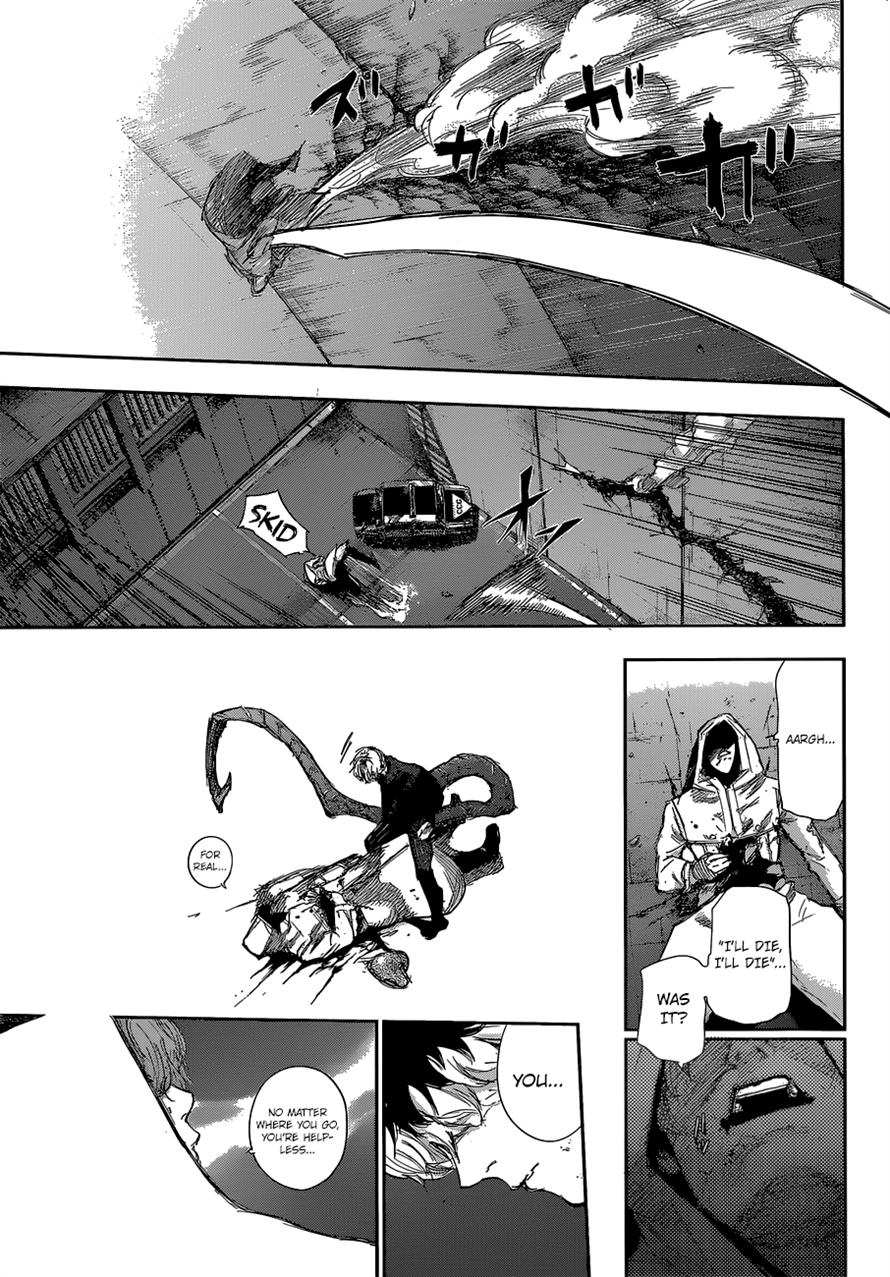 ズガガガ
SKID
CCG
AARGH...
"I'LL DIE,
I'LL DIE"...
WAS
IT?
FOR
REAL...
YOU...
NO MATTER
WHERE YOU GO,
YOU'RE HELP-
LESS...